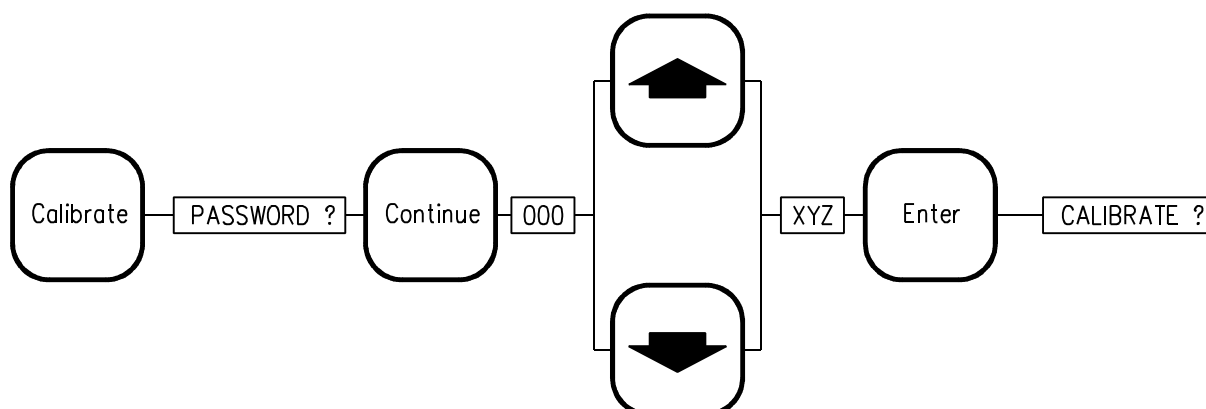 Calibrate
PASSWORD ?
Continue
000
XYZ
Enter
CALIBRATE ?